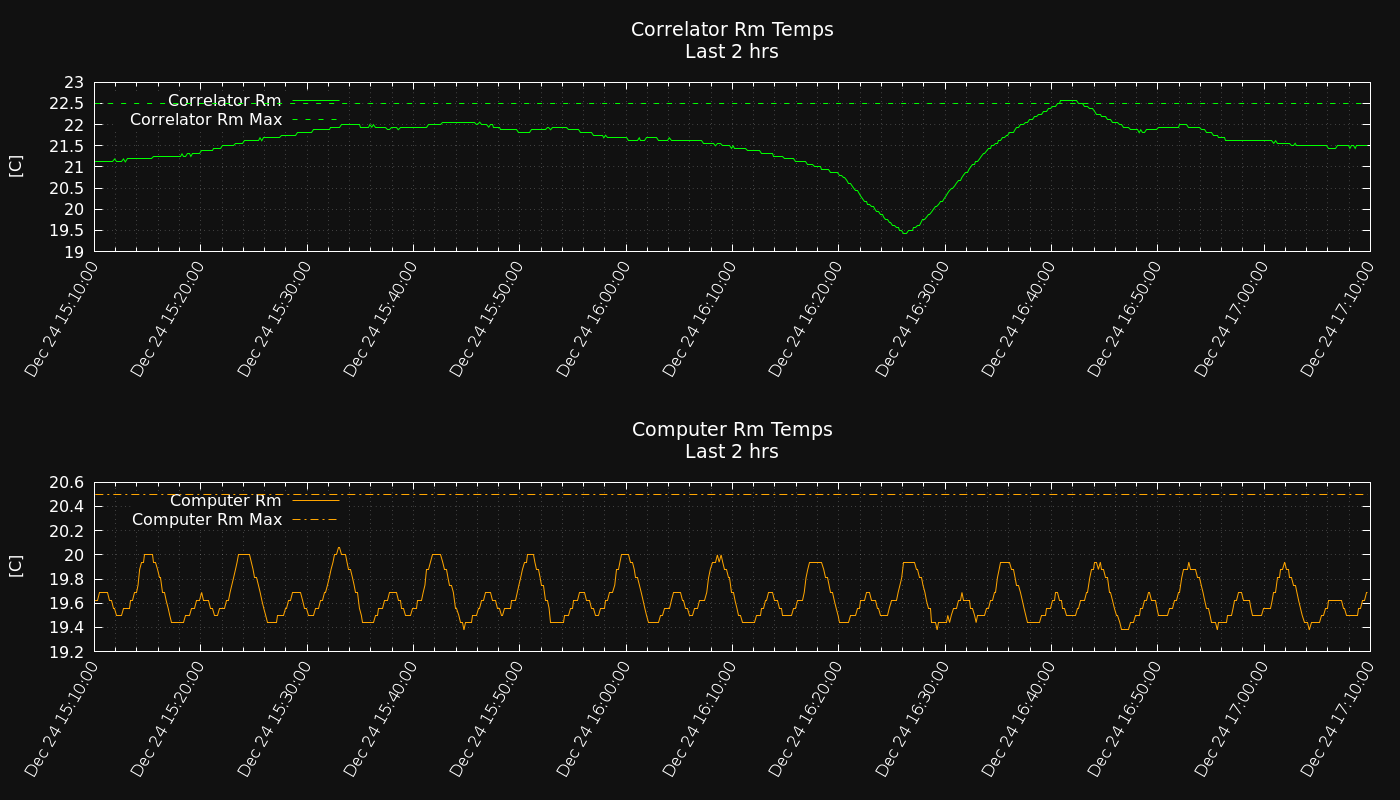 Correlator Rm Temps
Last 2 hrs
23
22.5
22
21.5
21
20.5
20
19.5
19
[C]
Correlator Rm
Correlator Rm Max
Dec 24 15:10:00
Dec 24 15:20:00
Dec 24 15:30:00
Dec 24 15:40:00
Dec 24 15:50:00
Dec 24 16:00:00
Dec 24 16:10:00
Dec 24 16:20:00
Dec 24 16:30:00
Dec 24 16:40:00
Dec 24 16:50:00
Dec 24 17:00:00
Dec 24 17:10:00
Computer Rm Temps
Last 2 hrs
20.6
20.4
20.2
20
19.8
19.6
19.4
19.2
[C]
Computer Rm
Computer Rm Max
Dec 24 15:10:00
Dec 24 15:20:00
Dec 24 15:30:00
Dec 24 15:40:00
Dec 24 15:50:00
Dec 24 16:00:00
Dec 24 16:10:00
Dec 24 16:20:00
Dec 24 16:30:00
Dec 24 16:40:00
Dec 24 16:50:00
Dec 24 17:00:00
Dec 24 17:10:00